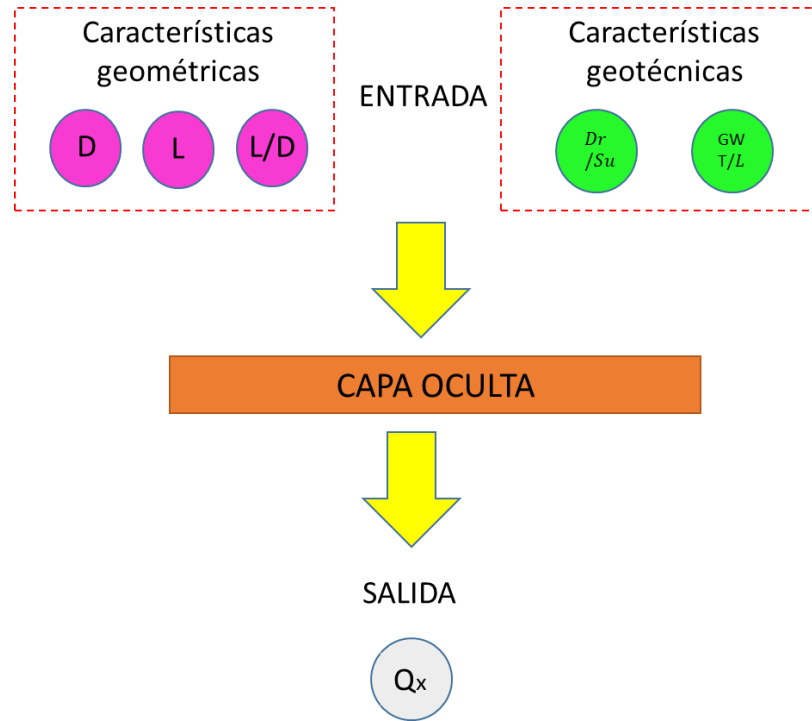 Características
geométricas
D
L
L/D
ENTRADA
Características
geotécnicas
Dr
/Su
GW
T/L
CAPA OCULTA
SALIDA
Qx